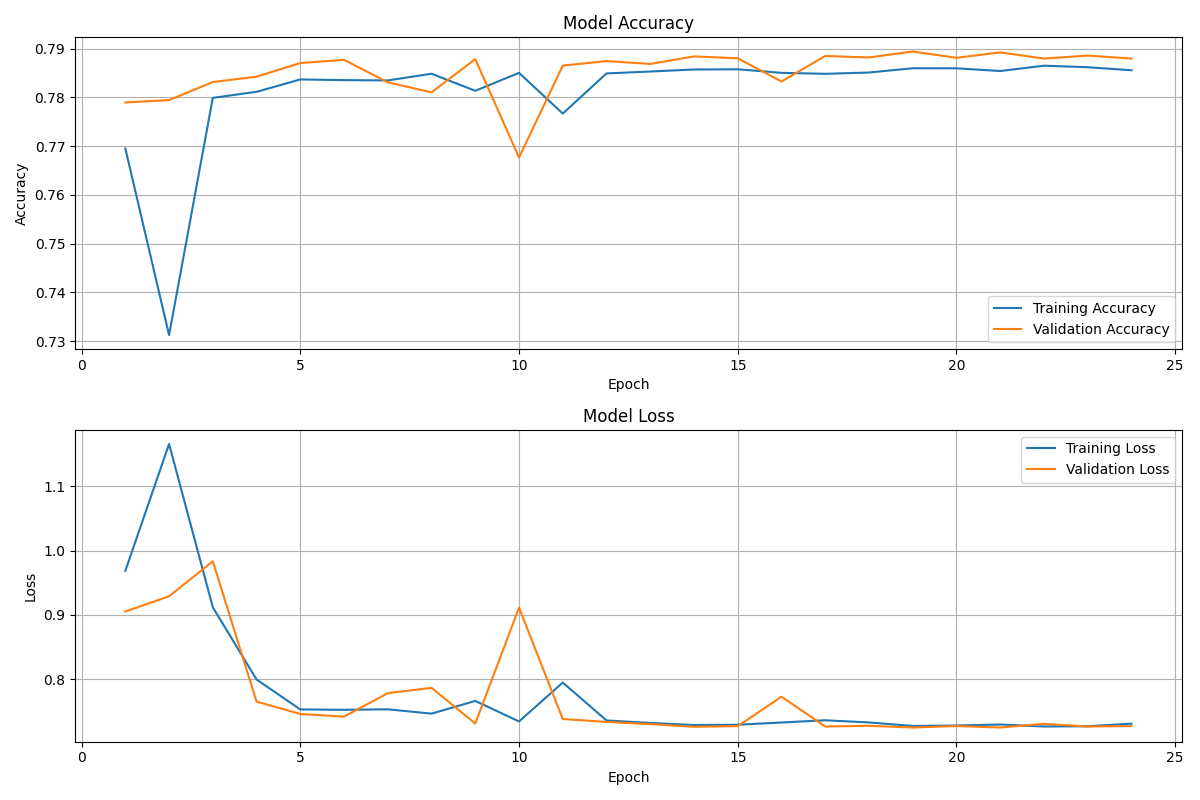 Model Accuracy
0.79
0.78
0.77
0.76
0.75
0.74
0.73
Accuracy
Training Accuracy
Validation Accuracy
0 5 10 15 20 25
Epoch
Model Loss
1.1
1.0
0.9
0.8
Loss
Training Loss
Validation Loss
0 5 10 15 20 25
Epoch